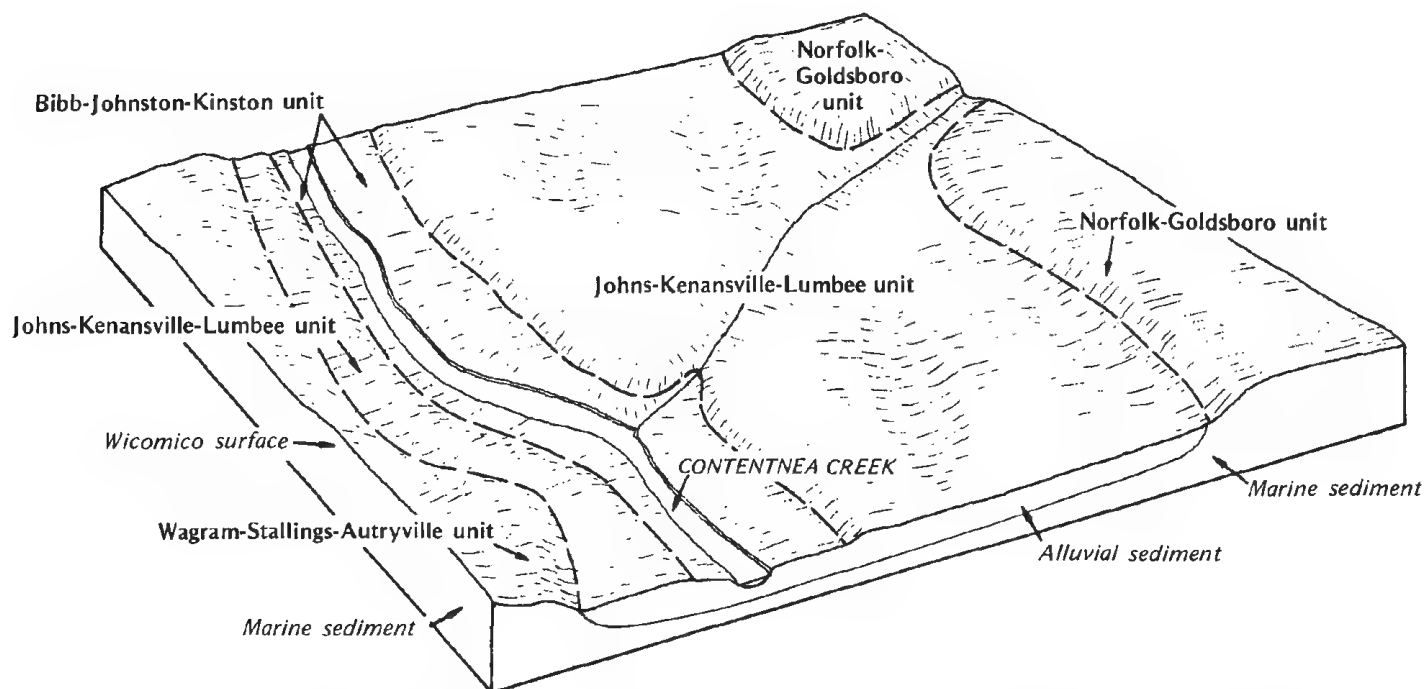 Norfolk-
Goldsboro
unit
Bibb-Johnston-Kinston unit
Norfolk-Goldsboro unit
Johns-Kenansville-Lumbee unit
Johns-Kenansville-Lumbee unit
Wicomico surface
CONTENTNEA CREEK
Marine sediment
Wagram-Stallings-Autryville unit
Alluvial sediment
Marine sediment